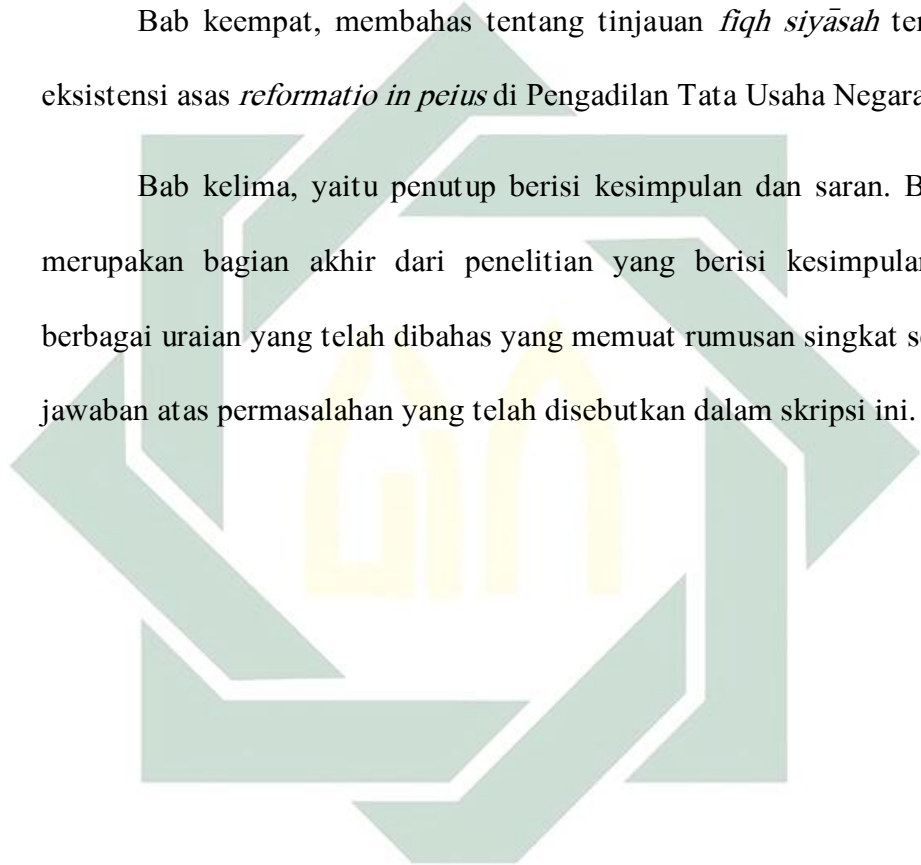 Bab keempat, membahas tentang tinjauan fiqh siyāsah
eksistensi asas reformatio in peius di Pengadilan Tata Usaha Negara
Bab kelima, yaitu penutup berisi kesimpulan dan saran.
merupakan bagian akhir dari penelitian yang berisi kesimpulan
berbagai uraian yang telah dibahas yang memuat rumusan singkat
jawaban atas permasalahan yang telah disebutkan dalam skripsi ini.